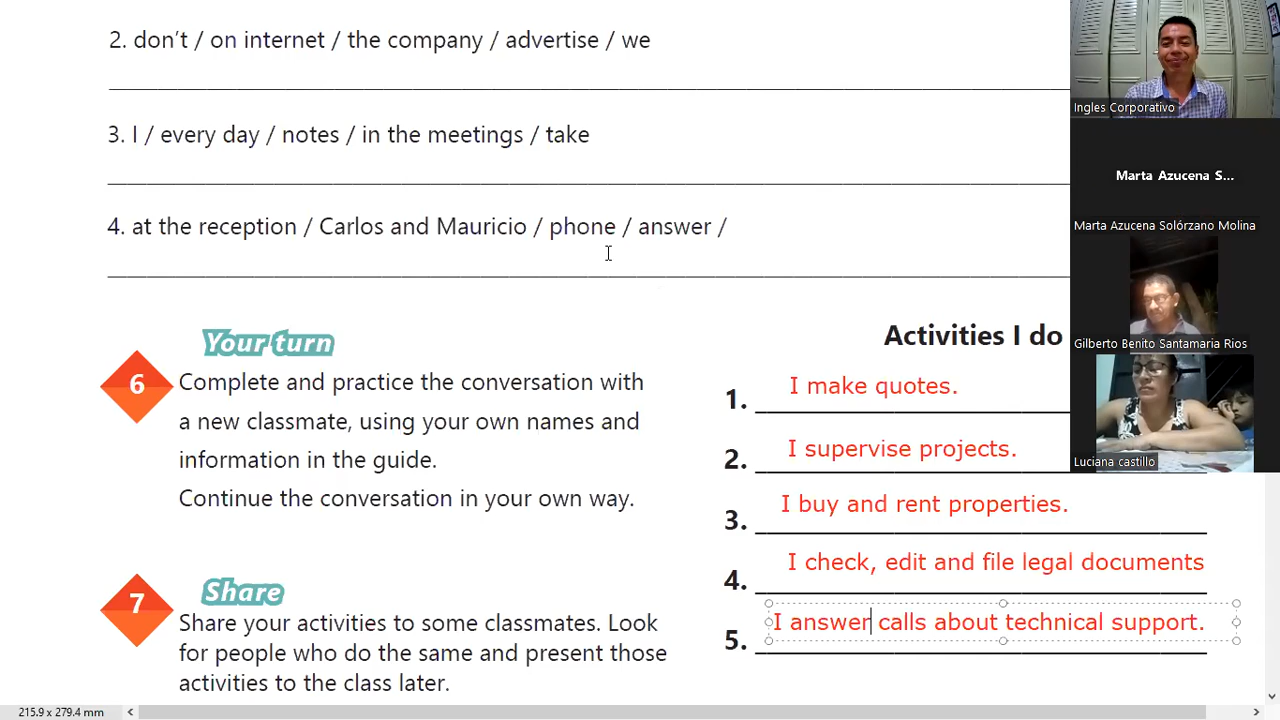 2. don't / on internet / the company / advertise / we
3. I / every day / notes / in the meetings / take
4. at the reception / Carlos and Mauricio / phone / answer /
Your turn
6
Complete and practice the conversation with
a new classmate, using your own names and
information in the guide.
Continue the conversation in your own way.
7
Share
Share your activities to some classmates. Look
for people who do the same and present those
activities to the class later.
Activities I do
1. I make quotes.
2. I supervise projects.
3. I buy and rent properties.
4. I check, edit and file legal documents
5. I answer calls about technical support.
Ingles Corporativo
Marta Azucena S...
Marta Azucena Solórzano Molina
Gilberto Benito Santamaria Rios
Luciana castillo
215.9 x 279.4 mm